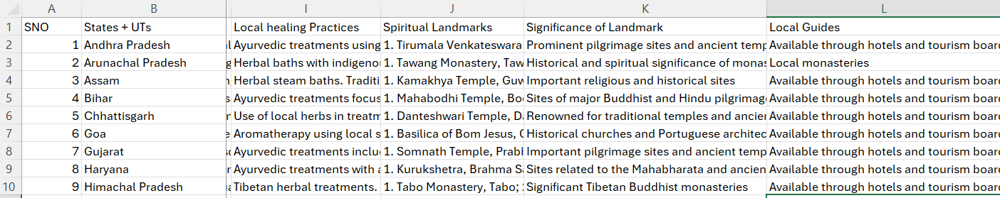 A B I J K L
1 SNO States + UTs Local healing Practices Spiritual Landmarks Significance of Landmark Local Guides
2 1 Andhra Pradesh Ayurvedic treatments using 1. Tirumala Venkateswara Prominent pilgrimage sites and ancient temp Available through hotels and tourism boar
3 2 Arunachal Pradesh Herbal baths with indigeno 1. Tawang Monastery, Taw Historical and spiritual significance of monas Local monasteries
4 3 Assam Herbal steam baths. Traditi 1. Kamakhya Temple, Guw Important religious and historical sites Available through hotels and tourism boar
5 4 Bihar Ayurvedic treatments focus 1. Mahabodhi Temple, Bo Sites of major Buddhist and Hindu pilgrimag Available through hotels and tourism boar
6 5 Chhattisgarh Use of local herbs in treatm 1. Danteshwari Temple, D Renowned for traditional temples and ancie Available through hotels and tourism boar
7 6 Goa Aromatherapy using local s 1. Basilica of Bom Jesus, Historical churches and Portuguese architec Available through hotels and tourism boar
8 7 Gujarat Ayurvedic treatments inclu 1. Somnath Temple, Prabh Important pilgrimage sites and ancient temp Available through hotels and tourism boar
9 8 Haryana Ayurvedic treatments with a 1. Kurukshetra, Brahma S Sites related to the Mahabharata and ancien Available through hotels and tourism boar
10 9 Himachal Pradesh Tibetan herbal treatments. 1. Tabo Monastery, Tabo; Significant Tibetan Buddhist monasteries Available through hotels and tourism boar